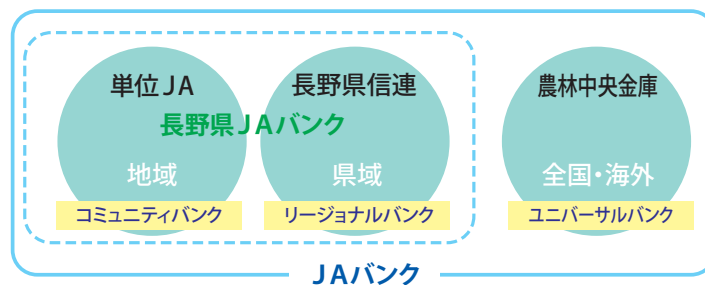 単位JA
長野県信連
農林中央金庫
長野県JAバンク
地域
県域
全国・海外
コミュニティバンク
リージョナルバンク
ユニバーサルバンク
JAバンク